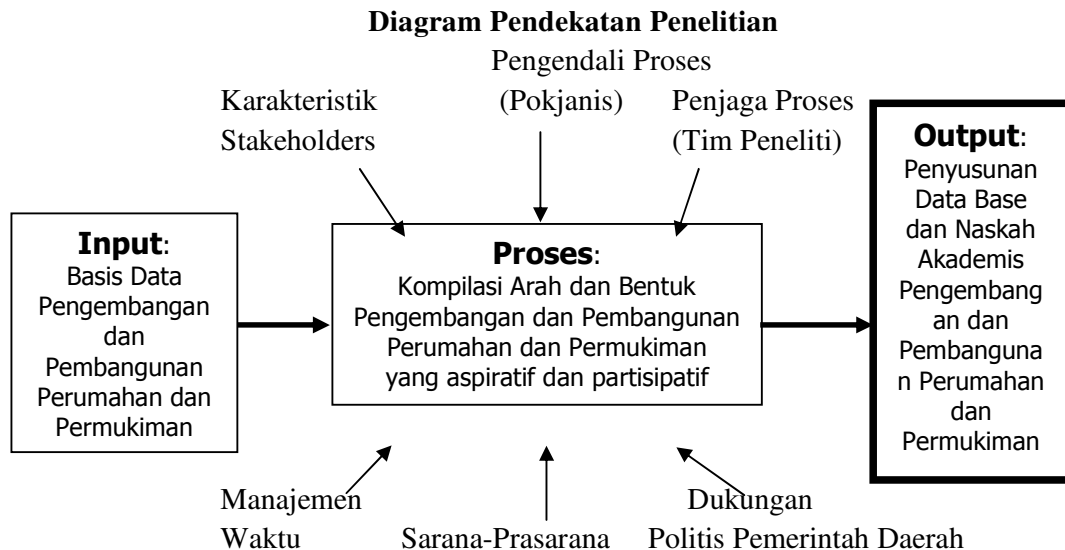 Diagram Pendekatan Penelitian
Pengendali Proses
(Pokjanis)
Karakteristik
Stakeholders
Penjaga Proses
(Tim Peneliti)
Input:
Basis Data
Pengembangan
dan
Pembangunan
Perumahan dan
Permukiman
Proses:
Kompilasi Arah dan Bentuk
Pengembangan dan Pembangunan
Perumahan dan Permukiman
yang aspiratif dan partisipatif
Output:
Penyusunan
Data Base
dan Naskah
Akademis
Pengembang
an dan
Pembanguna
n Perumahan
dan
Permukiman
Manajemen
Waktu
Sarana-Prasarana
Dukungan
Politis Pemerintah Daerah